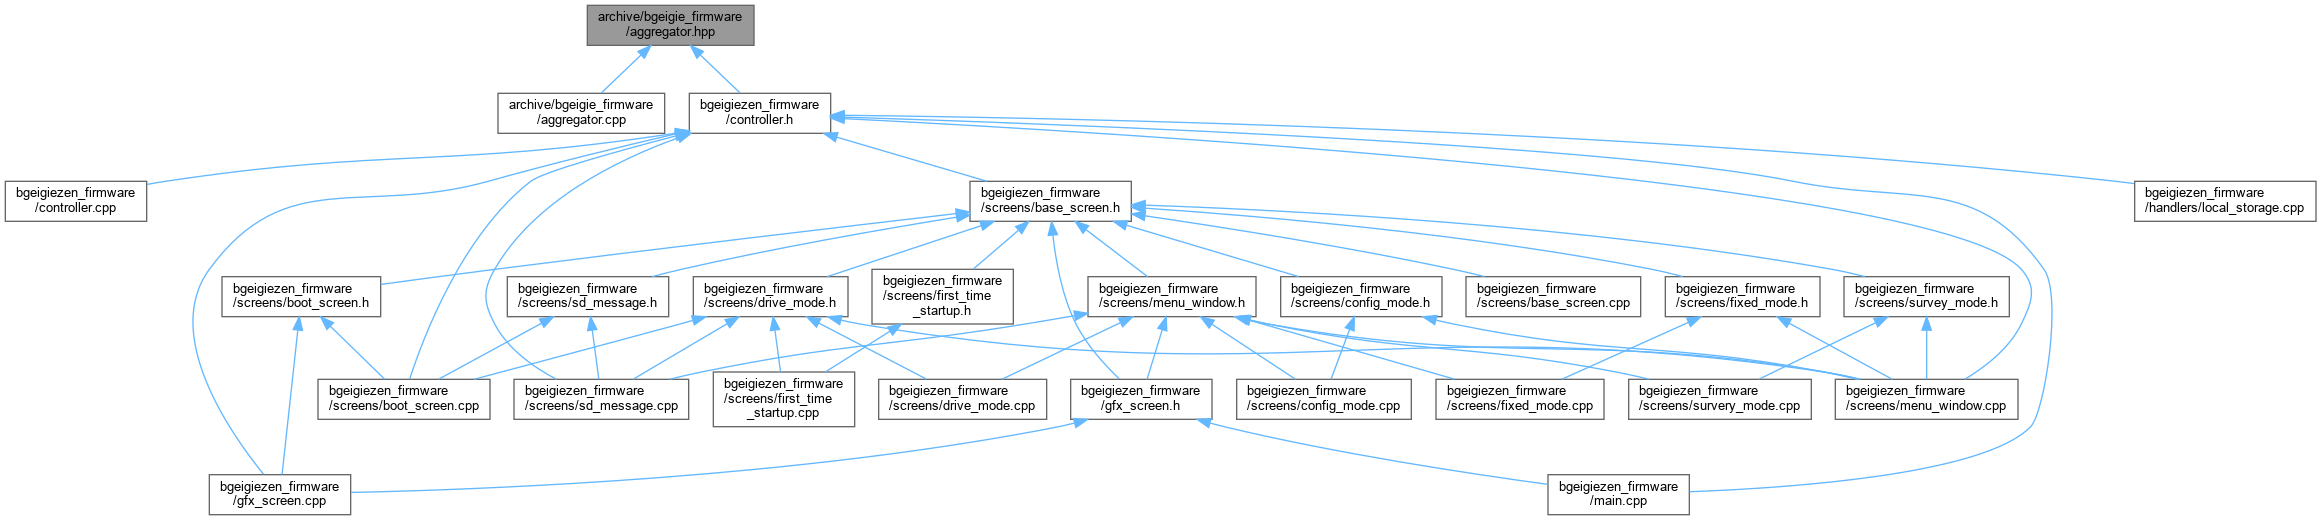 archive/bgeigie_firmware
/aggregator.hpp
archive/bgeigie_firmware
/aggregator.cpp
bgeigiezen_firmware
/controller.h
bgeigiezen_firmware
/controller.cpp
bgeigiezen_firmware
/screens/base_screen.h
bgeigiezen_firmware
/handlers/local_storage.cpp
bgeigiezen_firmware
/screens/boot_screen.h
bgeigiezen_firmware
/screens/sd_message.h
bgeigiezen_firmware
/screens/drive_mode.h
bgeigiezen_firmware
/screens/first_time
_startup.h
bgeigiezen_firmware
/screens/menu_window.h
bgeigiezen_firmware
/screens/config_mode.h
bgeigiezen_firmware
/screens/base_screen.cpp
bgeigiezen_firmware
/screens/fixed_mode.h
bgeigiezen_firmware
/screens/survey_mode.h
bgeigiezen_firmware
/screens/boot_screen.cpp
bgeigiezen_firmware
/screens/sd_message.cpp
bgeigiezen_firmware
/screens/first_time
_startup.cpp
bgeigiezen_firmware
/screens/drive_mode.cpp
bgeigiezen_firmware
/gfx_screen.h
bgeigiezen_firmware
/screens/config_mode.cpp
bgeigiezen_firmware
/screens/fixed_mode.cpp
bgeigiezen_firmware
/screens/survery_mode.cpp
bgeigiezen_firmware
/screens/menu_window.cpp
bgeigiezen_firmware
/gfx_screen.cpp
bgeigiezen_firmware
/main.cpp